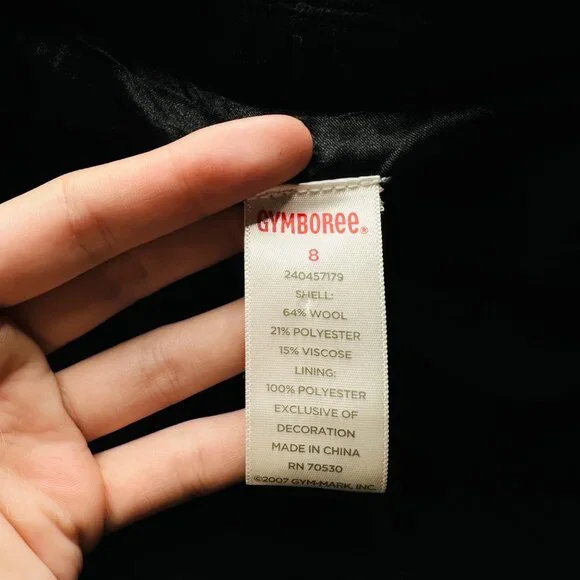 GYMBOREE®
8
240457179
SHELL:
64% WOOL
21% POLYESTER
15% VISCOSE
LINING:
100% POLYESTER
EXCLUSIVE OF
DECORATION
MADE IN CHINA
RN 70530
©2007 GYM-MARK, INC.